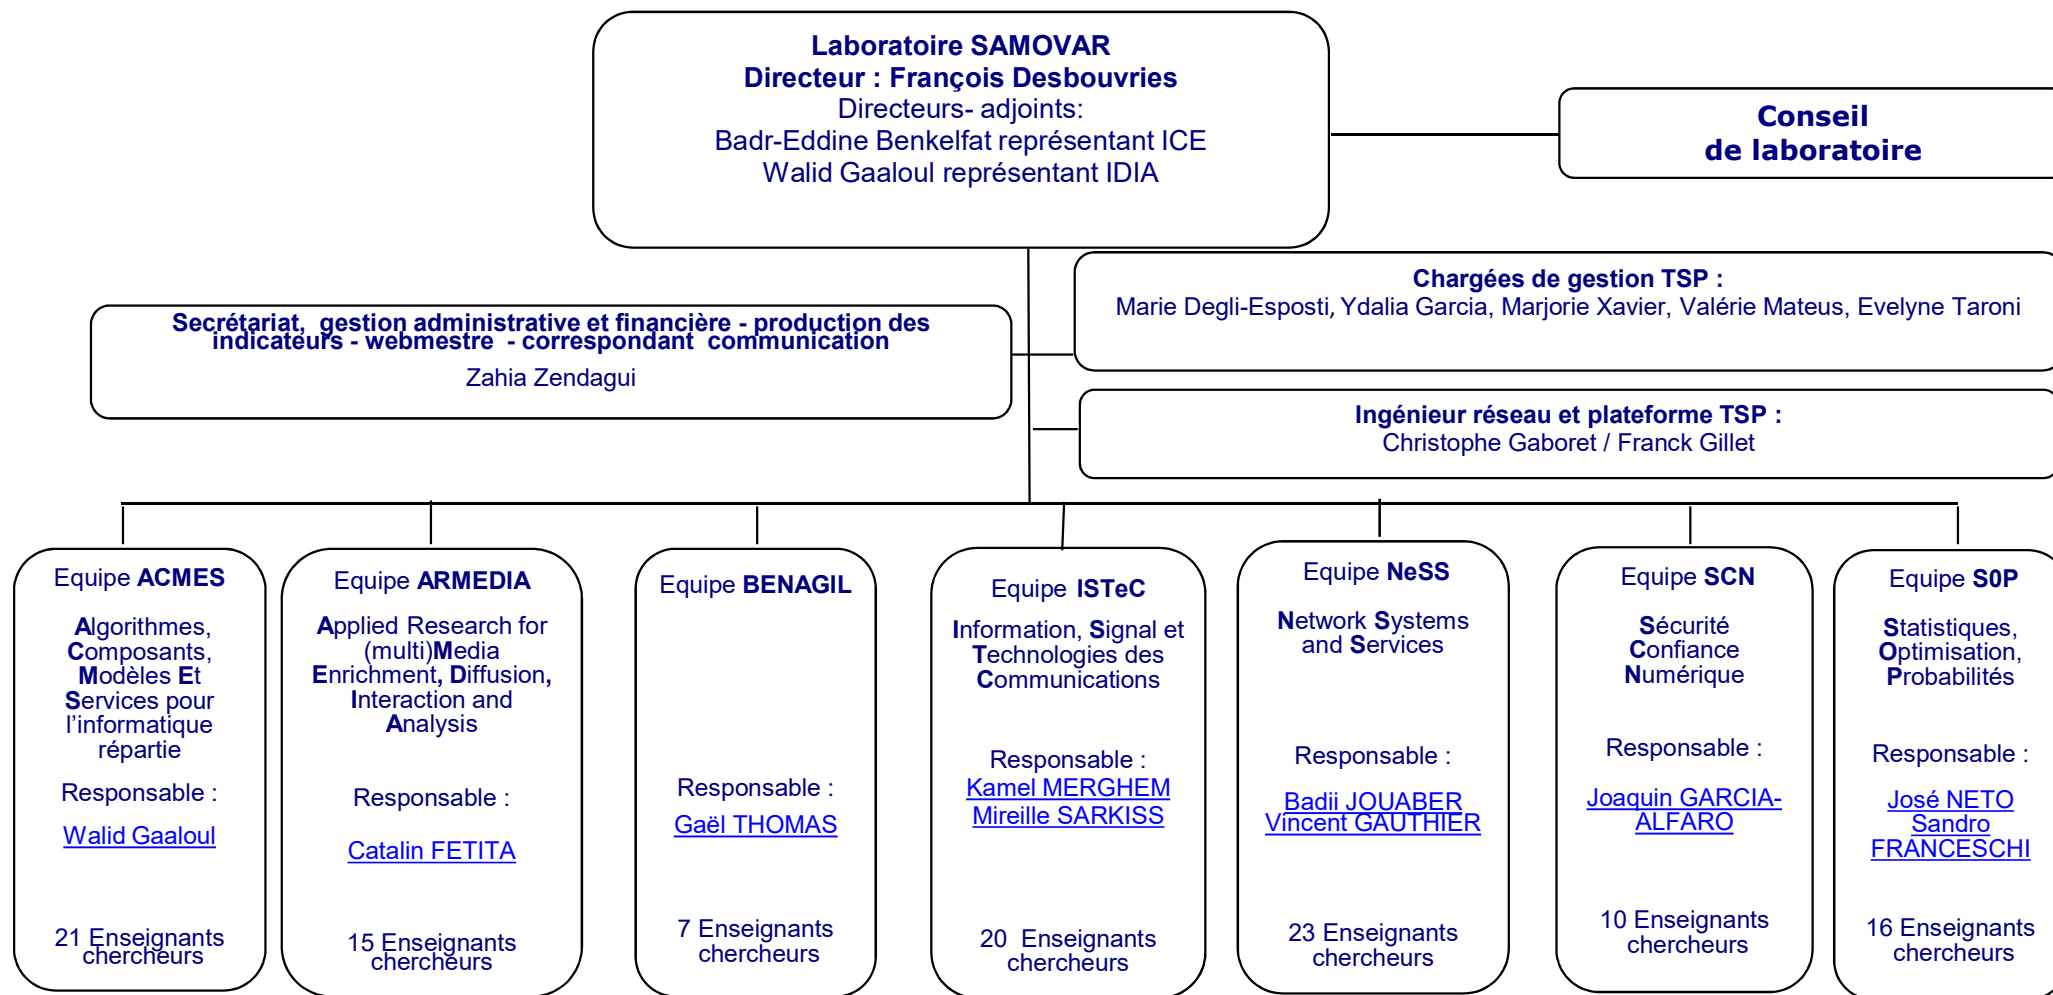 Laboratoire SAMOVAR
Directeur : François Desbouvries
Directeurs- adjoints:
Badr-Eddine Benkelfat représentant ICE
Walid Gaaloul représentant IDIA
Conseil
de laboratoire
Chargées de gestion TSP :
Marie Degli-Esposti, Ydalia Garcia, Marjorie Xavier, Valérie Mateus, Evelyne Taroni
Secrétariat, gestion administrative et financière - production des
indicateurs - webmestre - correspondant communication
Zahia Zendagui
Ingénieur réseau et plateforme TSP :
Christophe Gaboret / Franck Gillet
Equipe ACMES
Algorithmes,
Composants,
Modèles Et
Services pour
l'informatique
répartie
Responsable :
Walid Gaaloul
21 Enseignants
chercheurs
Equipe ARMEDIA
Applied Research for
(multi)Media
Enrichment, Diffusion,
Interaction and
Analysis
Responsable :
Catalin FETITA
15 Enseignants
chercheurs
Equipe BENAGIL
Responsable :
Gaël THOMAS
7 Enseignants
chercheurs
Equipe ISTeC
Information, Signal et
Technologies des
Communications
Responsable :
Kamel MERGHEM
Mireille SARKISS
20 Enseignants
chercheurs
Equipe NeSS
Network Systems
and Services
Responsable :
Badii JOUABER
Vincent GAUTHIER
23 Enseignants
chercheurs
Equipe SCN
Sécurité
Confiance
Numérique
Responsable :
Joaquin GARCIA-
ALFARO
10 Enseignants
chercheurs
Equipe S0P
Statistiques,
Optimisation,
Probabilités
Responsable :
José NETO
Sandro
FRANCESCHI
16 Enseignants
chercheurs